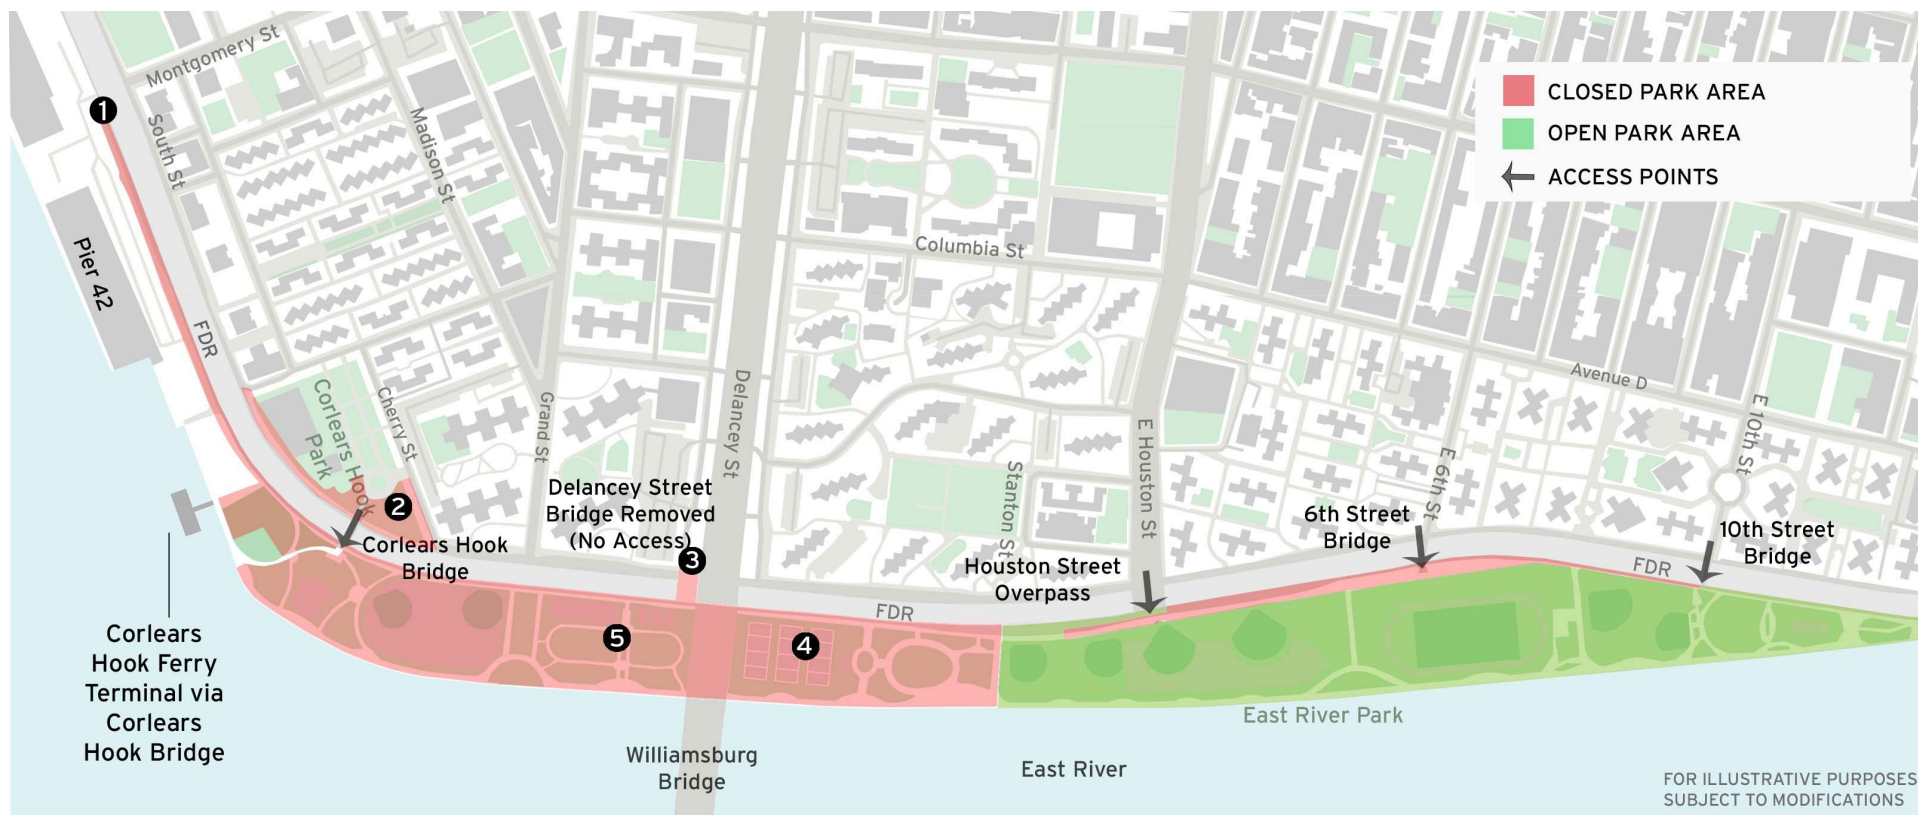 Montgomery St
1
South St
Madison St
CLOSED PARK AREA
OPEN PARK AREA
ACCESS POINTS
Pier 42
Columbia St
FDR
Corlears Hook
Park
Cherry St
Grand St
Delancey St
E Houston St
Avenue D
E 10th St
E 6th St
Stanton St
2
Delancey Street
Bridge Removed
(No Access)
3
Corlears Hook
Bridge
Houston Street
Overpass
6th Street
Bridge
10th Street
Bridge
FDR
FDR
Corlears
Hook Ferry
Terminal via
Corlears
Hook Bridge
5
4
East River Park
Williamsburg
Bridge
East River
FOR ILLUSTRATIVE PURPOSES
SUBJECT TO MODIFICATIONS